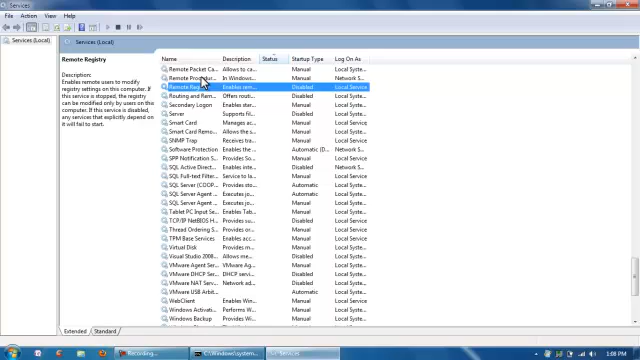 Services
File Action View Help
Services (Local)
Services (Local)
Remote Registry
Description:
Enables remote users to modify
registry settings on this computer. If
this service is stopped, the registry
can be modified only by users on this
computer. If this service is disabled,
any services that explicitly depend on it
will fail to start.
Name Description Status Startup Type Log On As
Remote Packet Ca... Allows to ca... Manual Local Syste...
Remote Procedur... In Windows... Manual Network S...
Remote Re Enables rem... Disabled Local Service
Routing and Rem... Offers routi... Disabled Local Syste...
Secondary Logon Enables star... Manual Local Syste...
Server Supports fil... Disabled Local Syste...
Smart Card Manages ac... Manual Local Service
Smart Card Remo... Allows the s... Manual Local Syste...
SNMP Trap Receives tra... Manual Local Service
Software Protection Enables the ... Automatic (D... Network S...
SPP Notification S... Provides So... Manual Local Service
SQL Active Direct... Enables inte... Disabled Network S...
SQL Full-text Filter... Service to la... Manual Local Service
SQL Server (COOP... Provides sto... Automatic Local Syste...
SQL Server Agent ... Executes jo... Manual Local Syste...
SQL Server Agent ... Executes jo... Automatic Local Syste...
Tablet PC Input Se... Enables Tab... Manual Local Syste...
TCP/IP NetBIOS H... Provides su... Disabled Local Service
Thread Ordering S... Provides or... Manual Local Service
TPM Base Services Enables acc... Manual Local Service
Virtual Disk Provides m... Manual Local Syste...
Visual Studio 2008... Allows me... Disabled Local Syste...
VMware Agent Ser... VMware Ag... Manual Local Syste...
VMware DHCP Ser... DHCP servi... Disabled Local Syste...
VMware NAT Serv... Network ad... Disabled Local Syste...
VMware USB Arbit... Automatic Local Syste...
WebClient Enables Win... Manual Local Service
Windows Activati... Performs W... Manual Local Syste...
Windows Backup Provides Wi... Manual Local Syste...
Extended Standard
Recording... C:\Windows\system... Services 1:08 PM